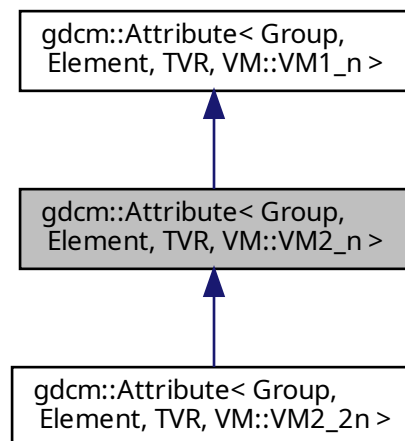 gdcm::Attribute< Group,
Element, TVR, VM::VM1_n >
gdcm::Attribute< Group,
Element, TVR, VM::VM2_n >
gdcm::Attribute< Group,
Element, TVR, VM::VM2_2n >